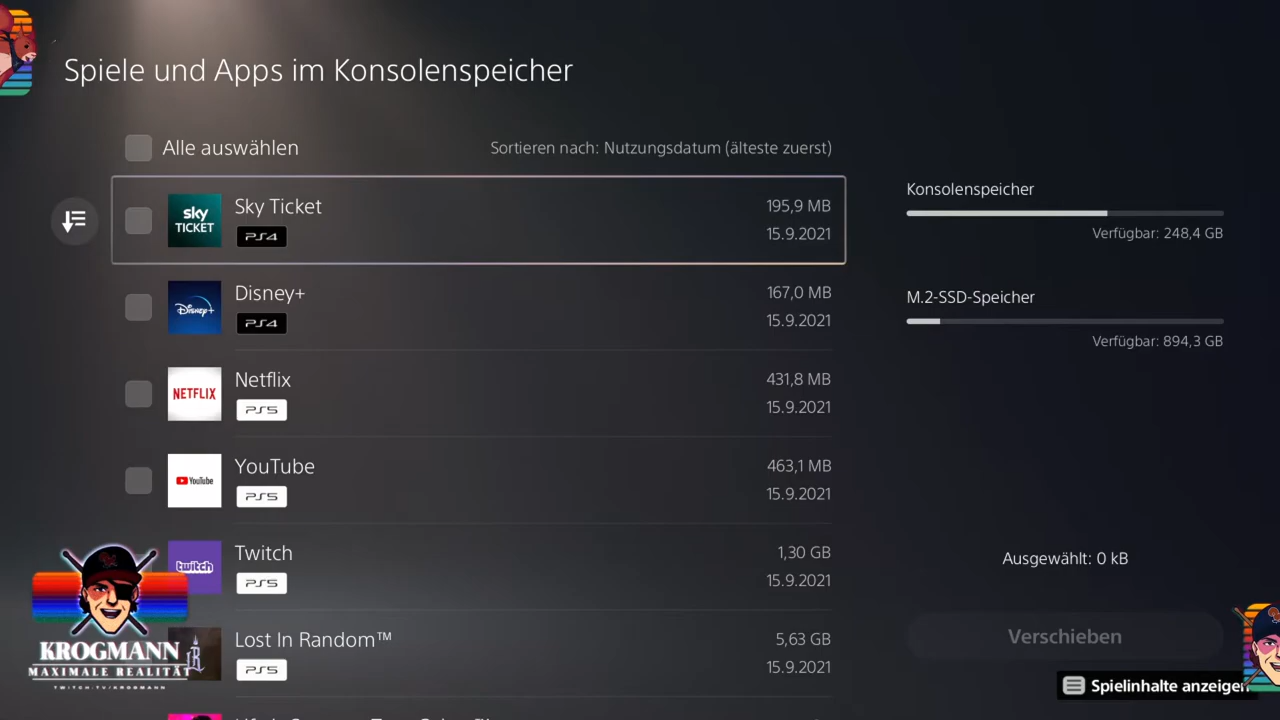 Spiele und Apps im Konsolenspeicher
Alle auswählen
Sortieren nach: Nutzungsdatum (älteste zuerst)
sky
TICKET
Sky Ticket
195,9 MB
PS4
15.9.2021
Disney+
Disney+
167,0 MB
PS4
15.9.2021
NETFLIX
Netflix
431,8 MB
PS5
15.9.2021
YouTube
YouTube
463,1 MB
PS5
15.9.2021
twitch
Twitch
1,30 GB
PS5
15.9.2021
Lost In Random™
5,63 GB
PS5
15.9.2021
Konsolenspeicher
Verfügbar: 248,4 GB
M.2-SSD-Speicher
Verfügbar: 894,3 GB
Ausgewählt: 0 kB
Verschieben
Spielinhalte anzeigen
KROGMANN
MAXIMALE REALITÄT
TWITCH.TV/KROGMANN